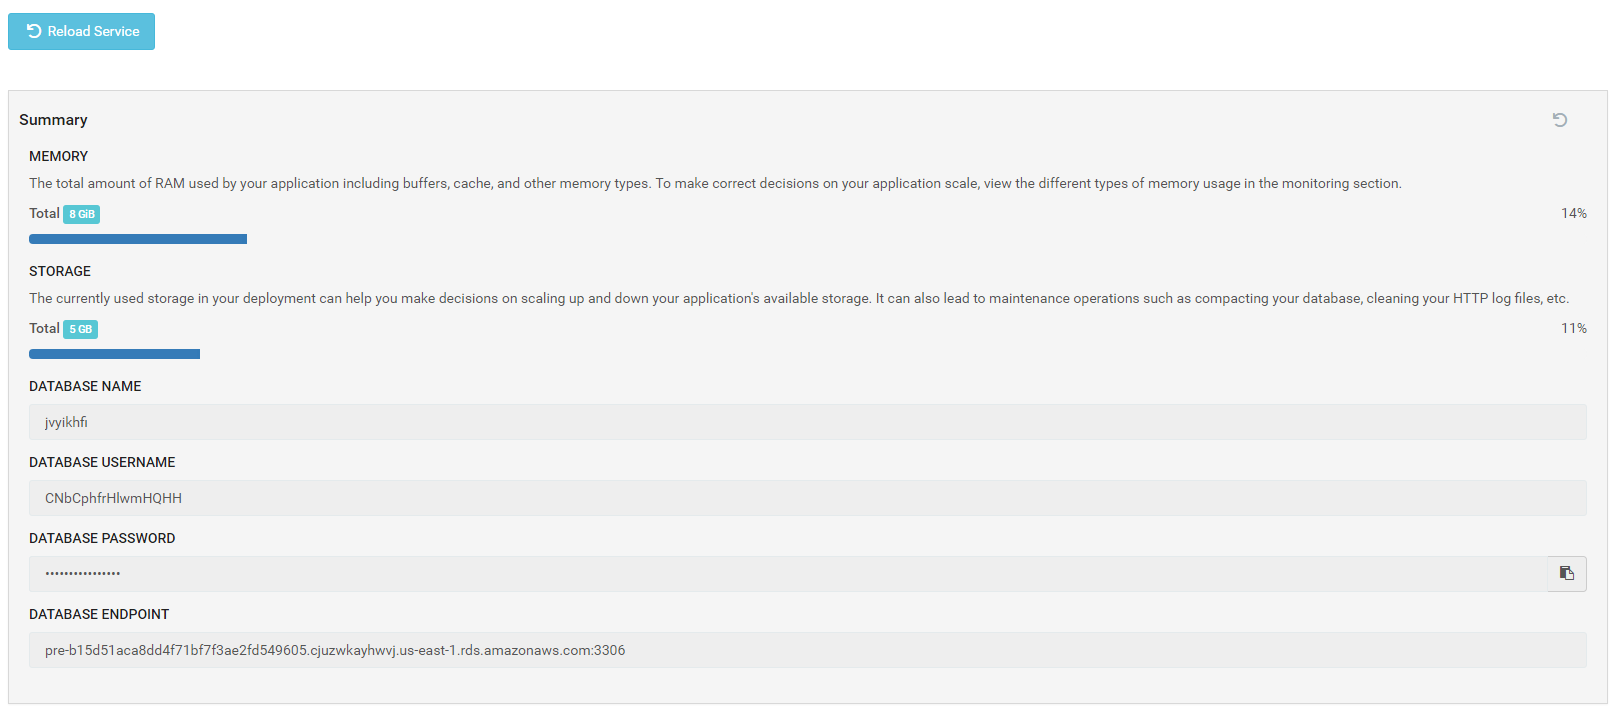 Reload Service
Summary
MEMORY
The total amount of RAM used by your application including buffers, cache, and other memory types. To make correct decisions on your application scale, view the different types of memory usage in the monitoring section.
Total 8 GiB 14%
STORAGE
The currently used storage in your deployment can help you make decisions on scaling up and down your application's available storage. It can also lead to maintenance operations such as compacting your database, cleaning your HTTP log files, etc.
Total 5 GB 11%
DATABASE NAME
jvyikhfi
DATABASE USERNAME
CNbCphfrHlwmHQHH
DATABASE PASSWORD
••••••••••••••••
DATABASE ENDPOINT
pre-b15d51aca8dd4f71bf7f3ae2fd549605.cjuzwkayhwvj.us-east-1.rds.amazonaws.com:3306